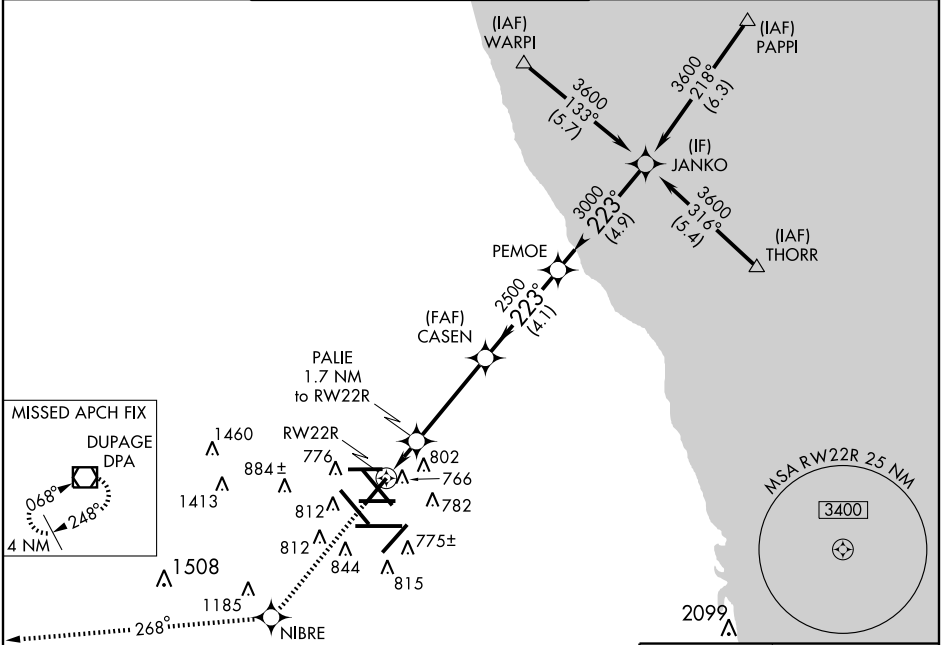 (IAF)
WARPI
(IAF)
PAPPI
3600
133°
(5.7)
3600
218°
(6.3)
(IF)
JANKO
3600
316°
(5.4)
(IAF)
THORR
3000
223°
(4.9)
PEMOE
2500
223°
(4.1)
(FAF)
CASEN
PALIE
1.7 NM
to RW22R
RW22R
MISSED APCH FIX
DUPAGE
DPA
068°
248°
4 NM
1460
1413
884±
776
802
766
782
812
812
844
775±
815
1508
1185
268°
NIBRE
2099
MSA RW22R 25 NM
3400